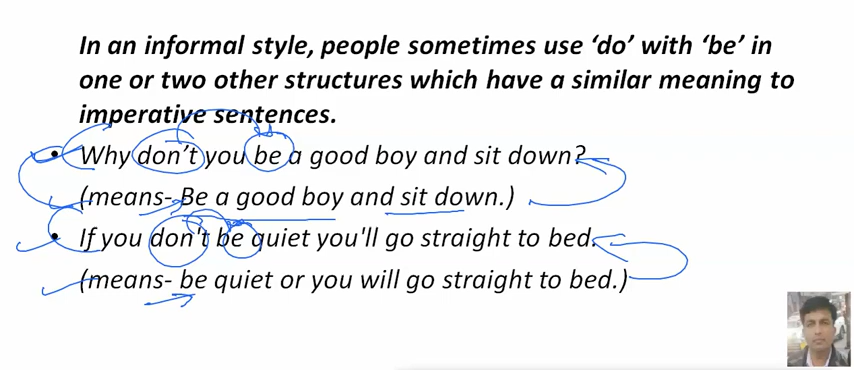 In an informal style, people sometimes use ‘do’ with ‘be’ in
one or two other structures which have a similar meaning to
imperative sentences.
• Why don’t you be a good boy and sit down?
(means- Be a good boy and sit down.)
• If you don't be quiet you'll go straight to bed.
(means- be quiet or you will go straight to bed.)